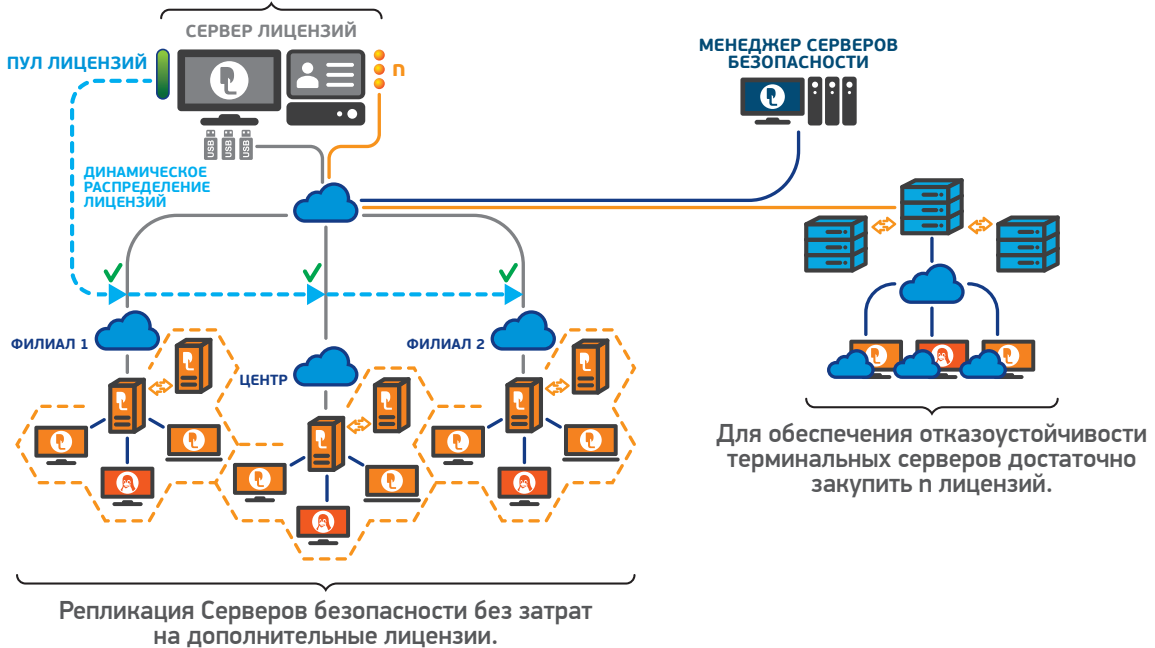 СЕРВЕР ЛИЦЕНЗИЙ
ПУЛ ЛИЦЕНЗИЙ
n
USB
USB
USB
МЕНЕДЖЕР СЕРВЕРОВ
БЕЗОПАСНОСТИ
ДИНАМИЧЕСКОЕ
РАСПРЕДЕЛЕНИЕ
ЛИЦЕНЗИЙ
ФИЛИАЛ 1
ЦЕНТР
ФИЛИАЛ 2
Для обеспечения отказоустойчивости
терминальных серверов достаточно
закупить n лицензий.
Репликация Серверов безопасности без затрат
на дополнительные лицензии.